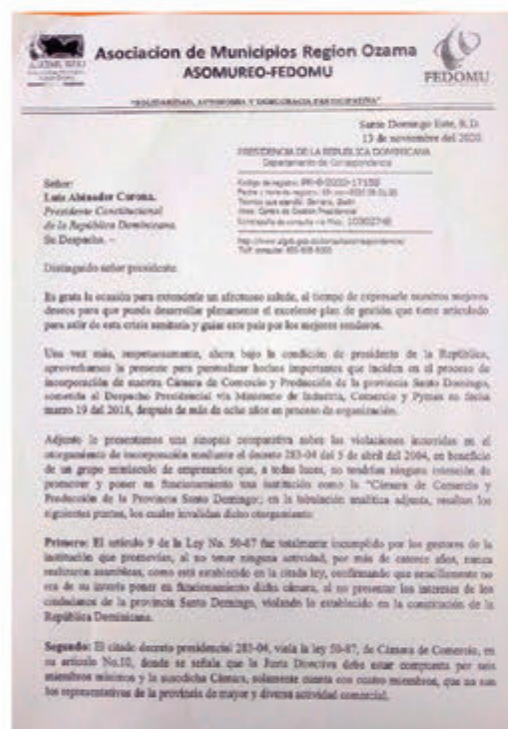 Asociacion de Municipios Region Ozama
ASOMUREO-FEDOMU
FEDOMU
"SOLIDARIDAD, AUTONOMIA Y DEMOCRACIA PARTICIPATIVA"
Santo Domingo Este, R.D.
13 de noviembre del 2020
PRESIDENCIA DE LA REPUBLICA DOMINICANA
Departamento de Correspondencia
Señor:
Luis Abinader Corona.
Presidente Constitucional
de la República Dominicana.
Su Despacho. –
Distinguido señor presidente:
Es grata la ocasión para extenderle un afectuoso saludo, al tiempo de expresarle nuestros mejores
deseos para que pueda desarrollar plenamente el excelente plan de gestión que tiene articulado
para salir de esta crisis sanitaria y guiar este país por los mejores senderos.
Una vez más, respetuosamente, ahora bajo la condición de presidente de la República,
aprovechamos la presente para puntualizar hechos importantes que inciden en el proceso de
incorporación de nuestra Cámara de Comercio y Producción de la provincia Santo Domingo,
sometida al Despacho Presidencial vía Ministerio de Industria, Comercio y Pymes en fecha
marzo 19 del 2018, después de más de ocho años en proceso de organización.
Adjunto le presentamos una sinopsis comparativa sobre las violaciones incurridas en el
otorgamiento de incorporación mediante el decreto 283-04 del 5 de abril del 2004, en beneficio
de un grupo minúsculo de empresarios que, a todas luces, no tendrían ninguna intención de
promover y poner en funcionamiento una institución como la "Cámara de Comercio y
Producción de la Provincia Santo Domingo; en la tabulación analítica adjunta, resaltan los
siguientes puntos, los cuales invalidan dicho otorgamiento:
Primero: El artículo 9 de la Ley No. 50-87 fue totalmente incumplido por los gestores de la
institución que promovían, al no tener ninguna actividad, por más de catorce años, nunca
realizaron asambleas, como está establecido en la citada ley, confirmando que sencillamente no
era de su interés poner en funcionamiento dicha cámara, al no presentar los intereses de los
ciudadanos de la provincia Santo Domingo, violando lo establecido en la constitución de la
República Dominicana.
Segundo: El citado decreto presidencial 283-04, viola la ley 50-87, de Cámara de Comercio, en
su artículo No.10, donde se señala que la Junta Directiva debe estar compuesta por seis
miembros mínimos y la susodicha Cámara, solamente cuenta con cuatro miembros, que no son
los representativos de la provincia de mayor y diversa actividad comercial.